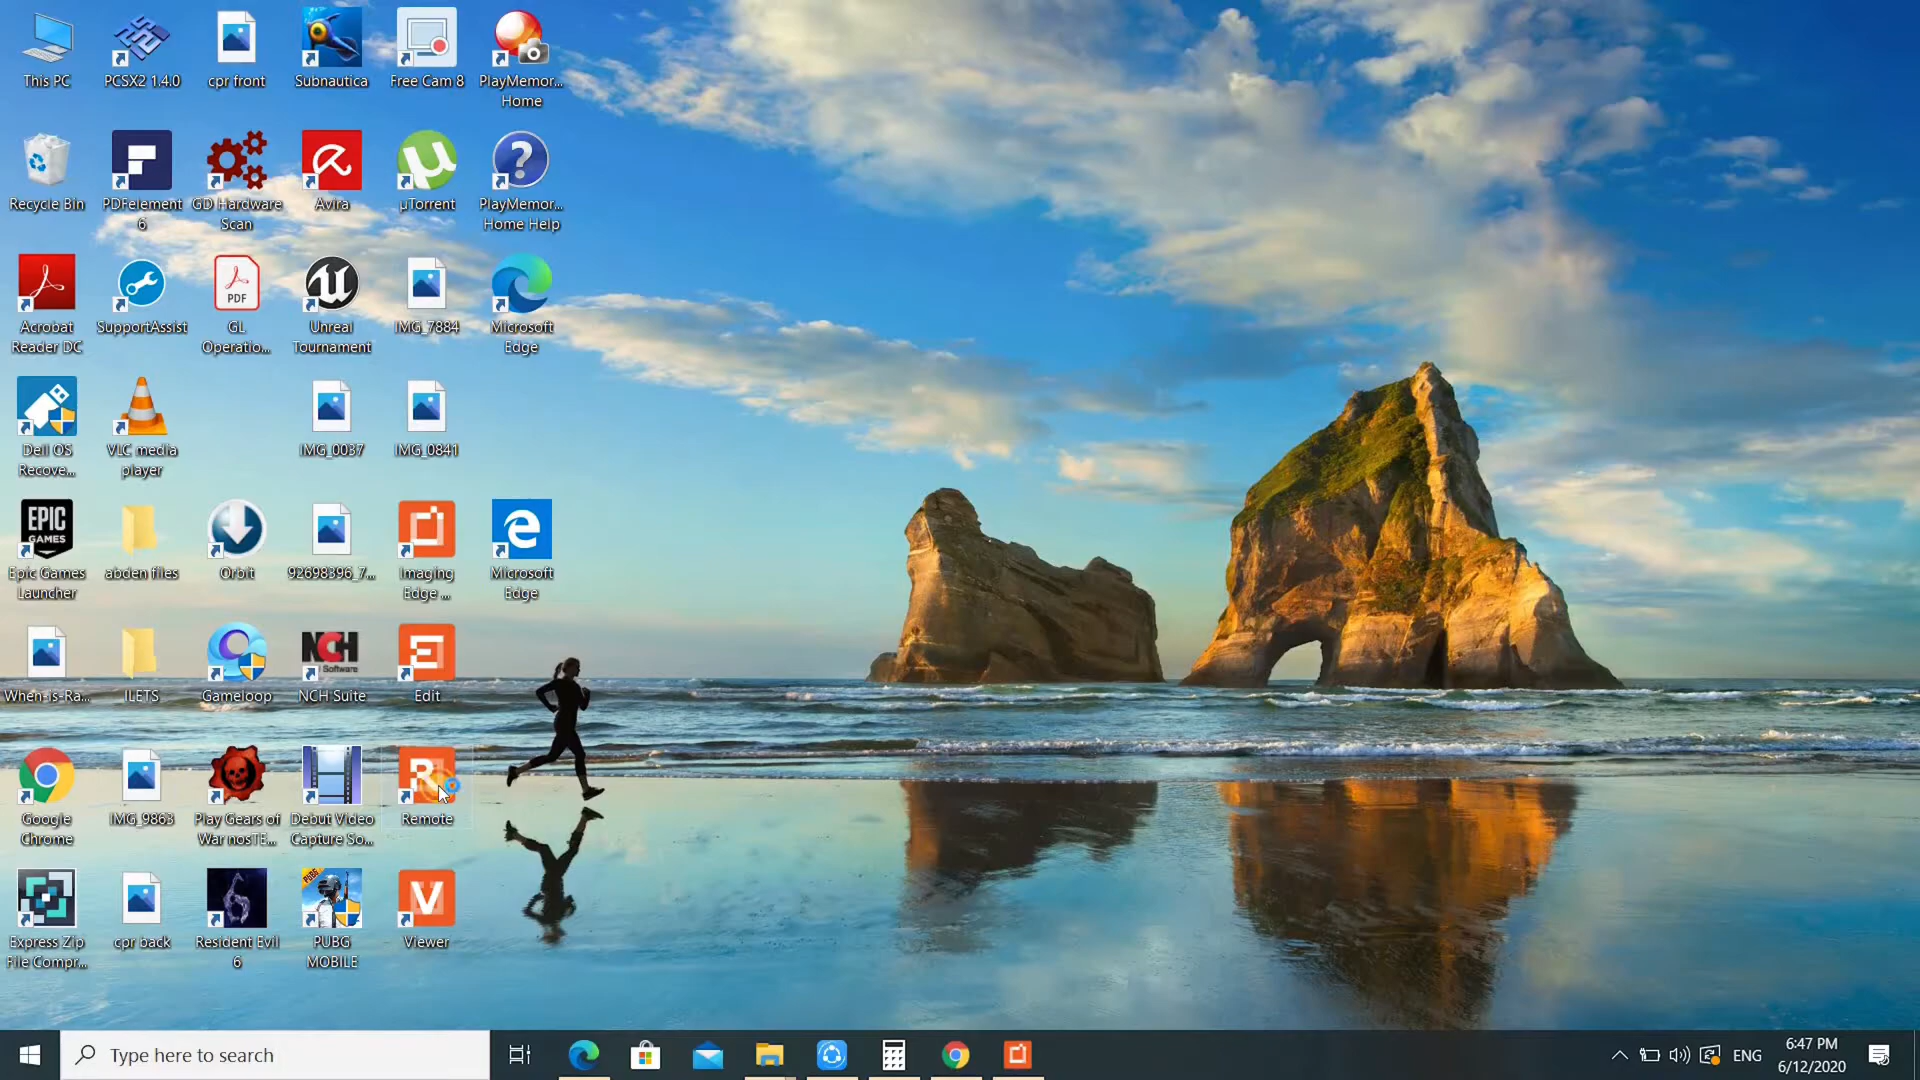 This PC
PCSX2 1.4.0
cpr front
Subnautica
Free Cam 8
PlayMemor...
Home
Recycle Bin
PDFelement
6
GD Hardware
Scan
Avira
µTorrent
PlayMemor...
Home Help
PDF
Acrobat
Reader DC
SupportAssist
GL
Operatio...
Unreal
Tournament
IMG_7884
Microsoft
Edge
Dell OS
Recove...
VLC media
player
IMG_0037
IMG_0841
EPIC
GAMES
Epic Games
Launcher
abden files
Orbit
92698396_7...
Imaging
Edge ...
Microsoft
Edge
NCH
Software
E
When-is-Ra...
ILETS
Gameloop
NCH Suite
Edit
R
Google
Chrome
IMG_9863
Play Gears of
War nosTE...
Debut Video
Capture So...
Remote
PUBG
V
Express Zip
File Compr...
cpr back
Resident Evil
6
PUBG
MOBILE
Viewer
Type here to search
ENG
6:47 PM
6/12/2020